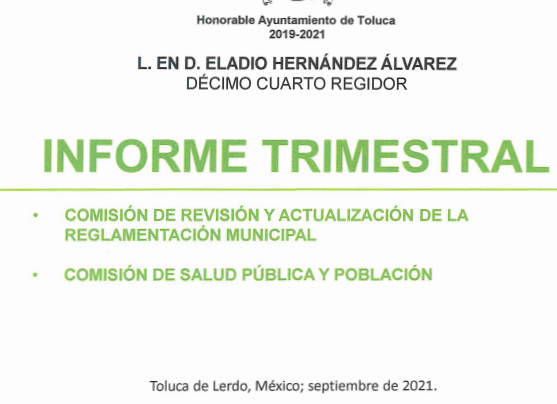 Honorable Ayuntamiento de Toluca
2019-2021
L. EN D. ELADIO HERNÁNDEZ ÁLVAREZ
DÉCIMO CUARTO REGIDOR
INFORME TRIMESTRAL
• COMISIÓN DE REVISIÓN Y ACTUALIZACIÓN DE LA
REGLAMENTACIÓN MUNICIPAL
• COMISIÓN DE SALUD PÚBLICA Y POBLACIÓN
Toluca de Lerdo, México; septiembre de 2021.